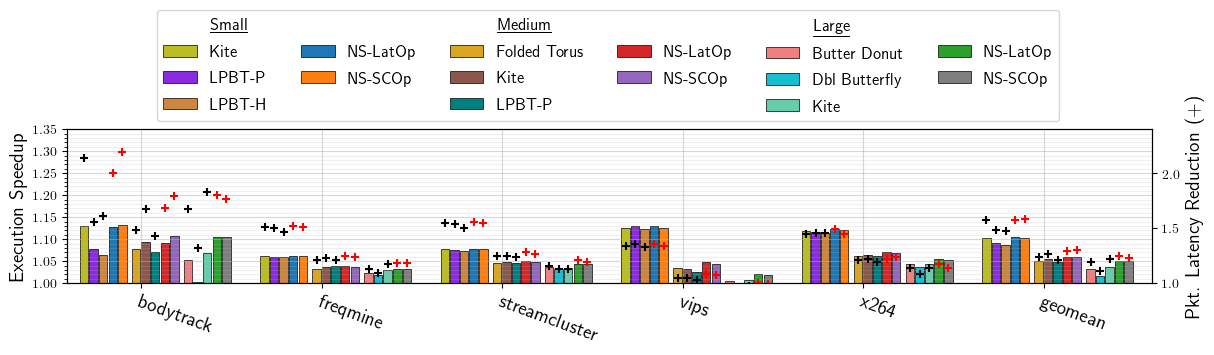 Small
Medium
Large
Kite
LPBT-P
LPBT-H
NS-LatOp
NS-SCOp
Folded Torus
Kite
LPBT-P
NS-LatOp
NS-SCOp
Butter Donut
Dbl Butterfly
Kite
NS-LatOp
NS-SCOp
Execution Speedup
1.35
1.30
1.25
1.20
1.15
1.10
1.05
1.00
Pkt. Latency Reduction (+)
2.0
1.5
1.0
bodytrack
freqmine
streamcluster
vips
x264
geomean